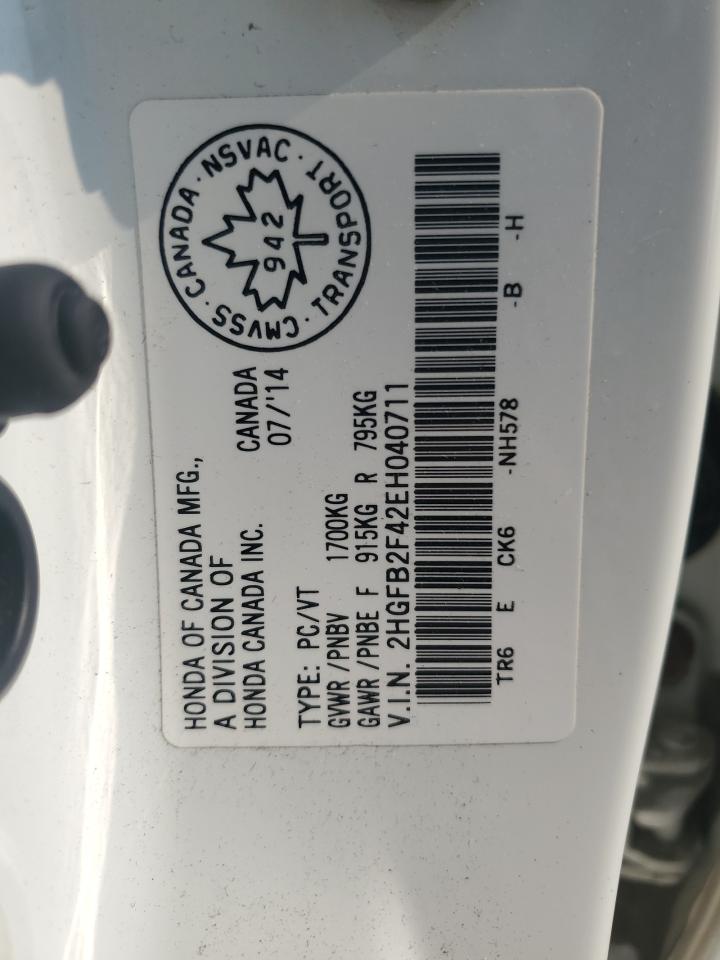 HONDA OF CANADA MFG.,
A DIVISION OF
HONDA CANADA INC.
CANADA
07/'14
CMVSS · CANADA · NSVAC · TRANSPORT ·
942
TYPE: PC/VT
GVWR /PNBV 1700KG
GAWR /PNBE F 915KG R 795KG
V.I.N. 2HGFB2F42EH040711
TR6 E CK6 -NH578 -B -H